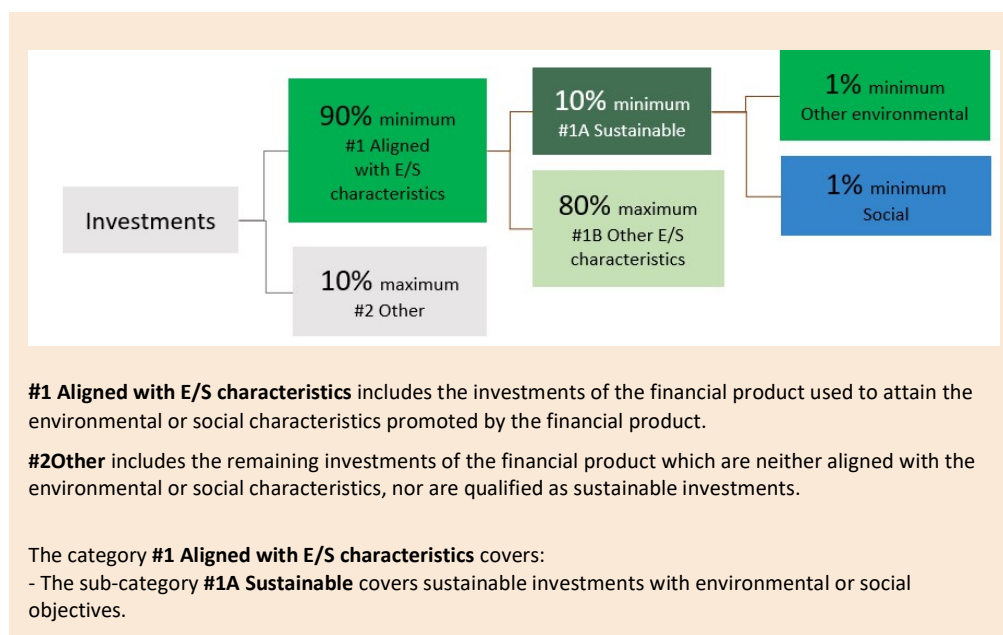 Investments
90% minimum
#1 Aligned
with E/S
characteristics
10% maximum
#2 Other
10% minimum
#1A Sustainable
80% maximum
#1B Other E/S
characteristics
1% minimum
Other environmental
1% minimum
Social
#1 Aligned with E/S characteristics includes the investments of the financial product used to attain the
environmental or social characteristics promoted by the financial product.
#2Other includes the remaining investments of the financial product which are neither aligned with the
environmental or social characteristics, nor are qualified as sustainable investments.
The category #1 Aligned with E/S characteristics covers:
- The sub-category #1A Sustainable covers sustainable investments with environmental or social
objectives.